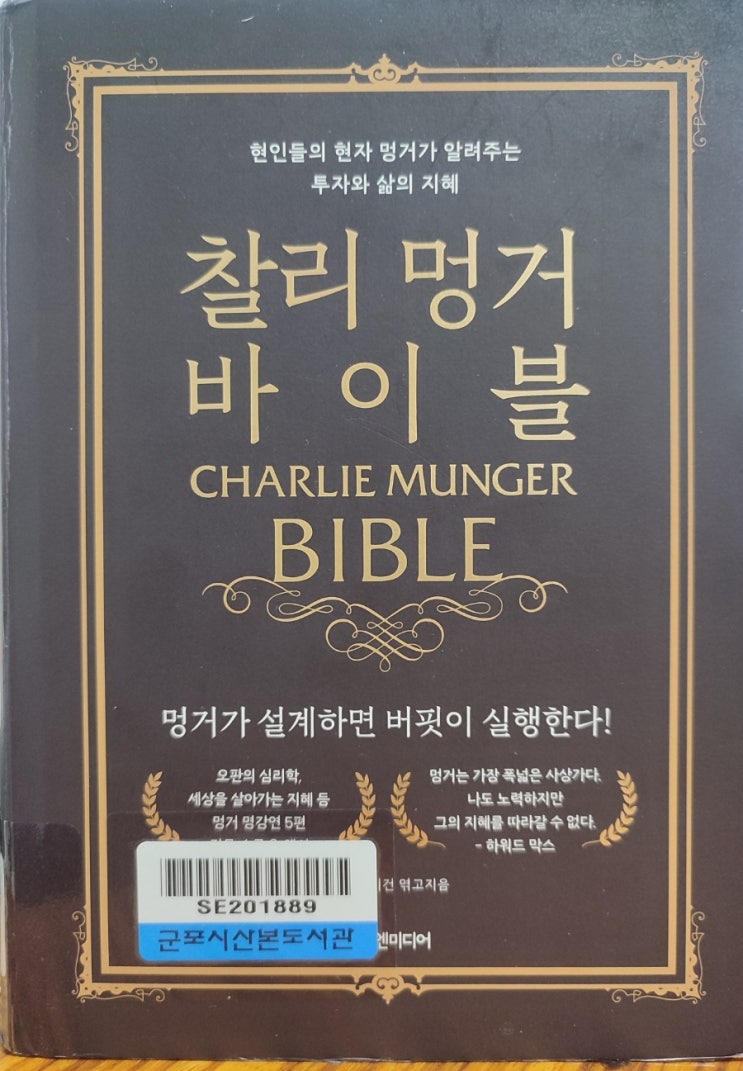 현인들의 현자 멍거가 알려주는
투자와 삶의 지혜
찰리 멍거
바이블
CHARLIE MUNGER
BIBLE
멍거가 설계하면 버핏이 실행한다!
오판의 심리학,
세상을 살아가는 지혜 등
멍거 명강연 5편
멍거는 가장 폭넓은 사상가다.
나도 노력하지만
그의 지혜를 따라갈 수 없다.
- 하워드 막스
엮고지음
SE201889
군포시산본도서관
엔미디어